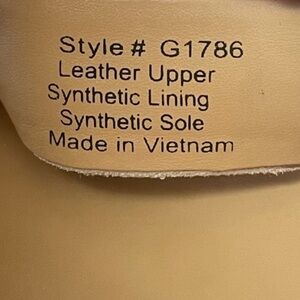 Style # G1786
Leather Upper
Synthetic Lining
Synthetic Sole
Made in Vietnam